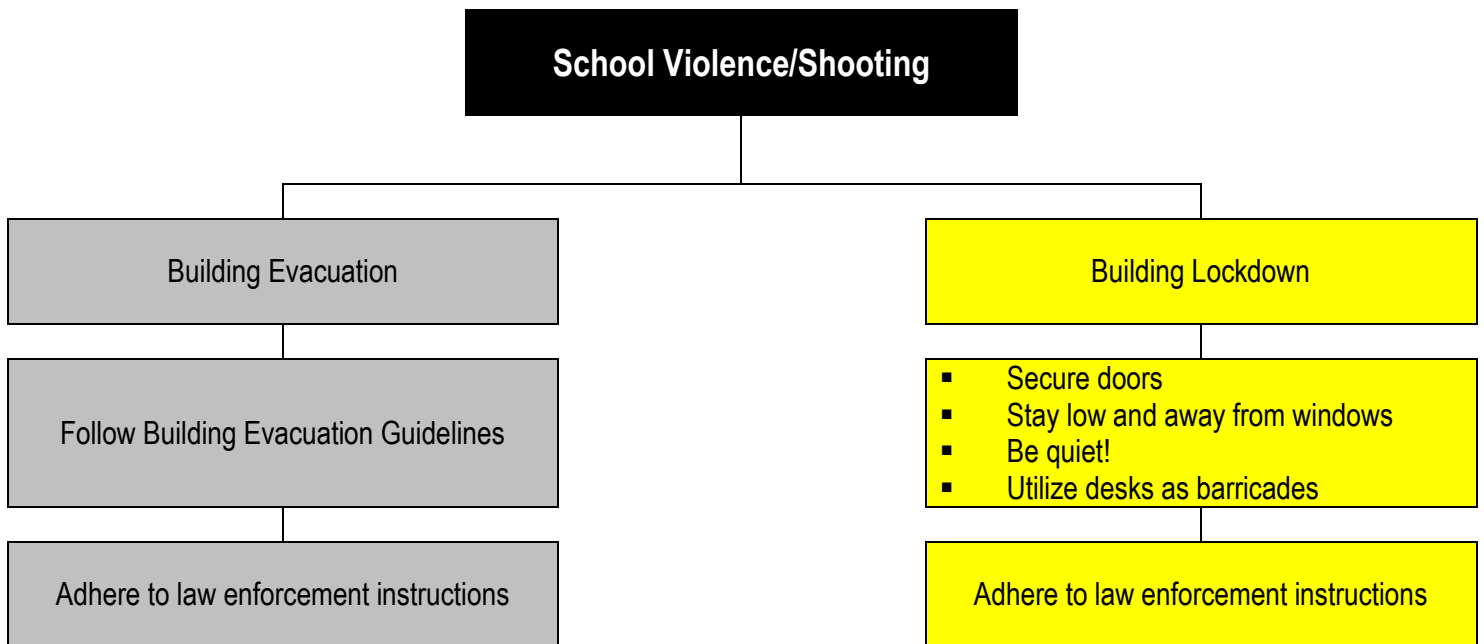 School Violence/Shooting
Building Evacuation
Follow Building Evacuation Guidelines
Adhere to law enforcement instructions
Building Lockdown
▪ Secure doors
▪ Stay low and away from windows
▪ Be quiet!
▪ Utilize desks as barricades
Adhere to law enforcement instructions